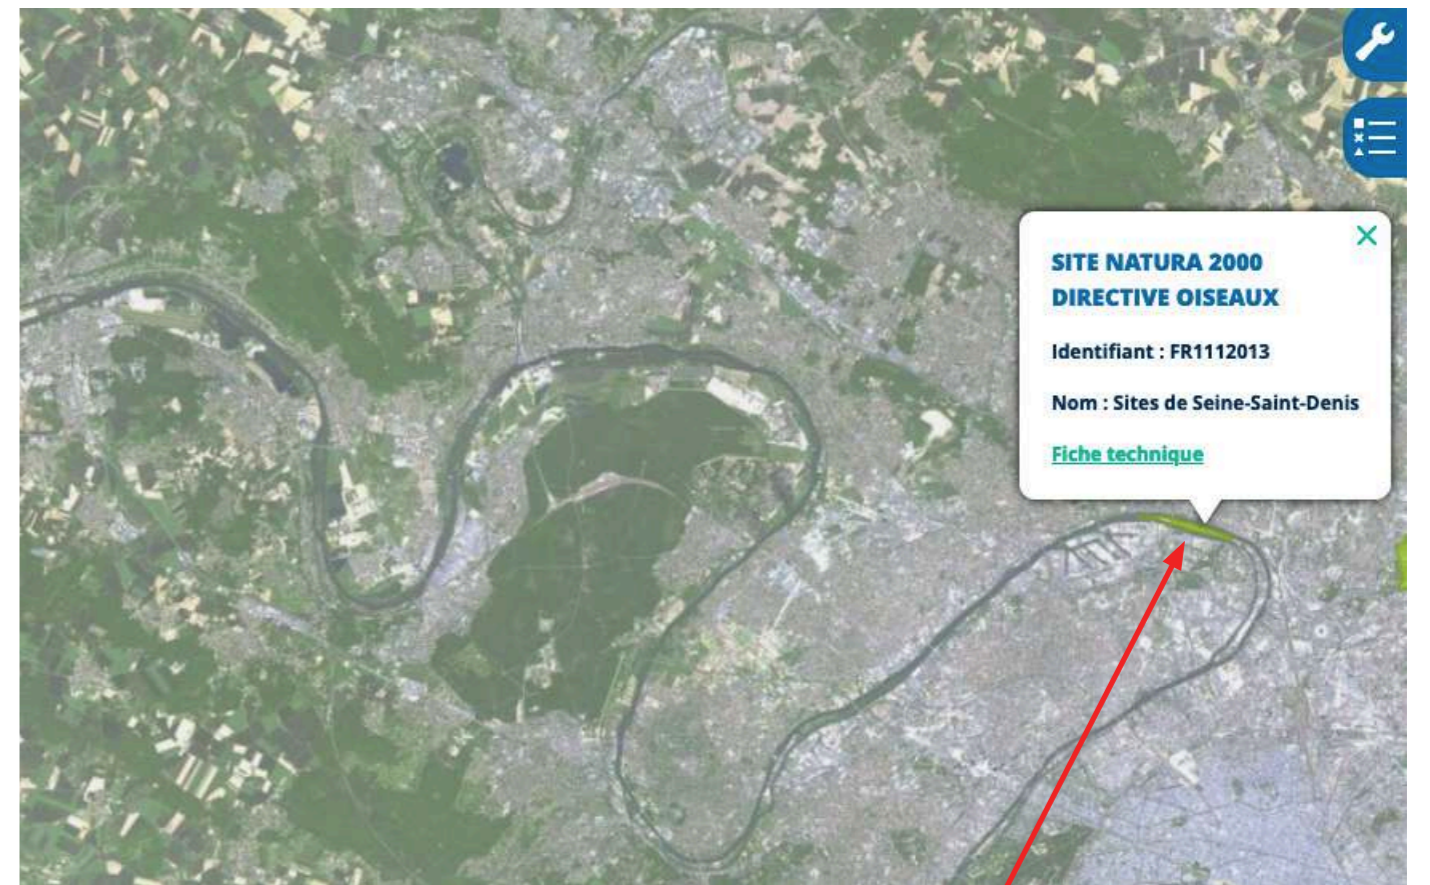 SITE NATURA 2000
DIRECTIVE OISEAUX
Identifiant : FR1112013
Nom : Sites de Seine-Saint-Denis
Fiche technique